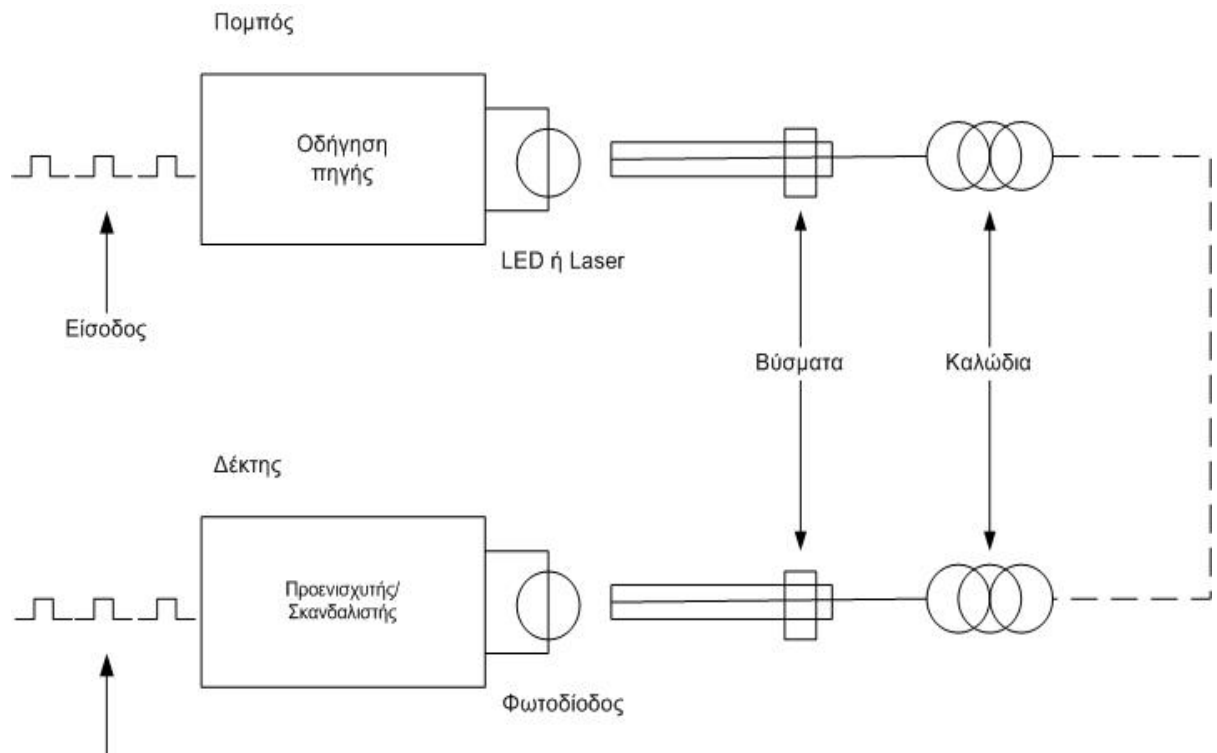 Πομπός
Οδήγηση
πηγής
LED ή Laser
Είσοδος
Βύσματα
Καλώδια
Δέκτης
Προενισχυτής/
Σκανδαλιστής
Φωτοδίοδος